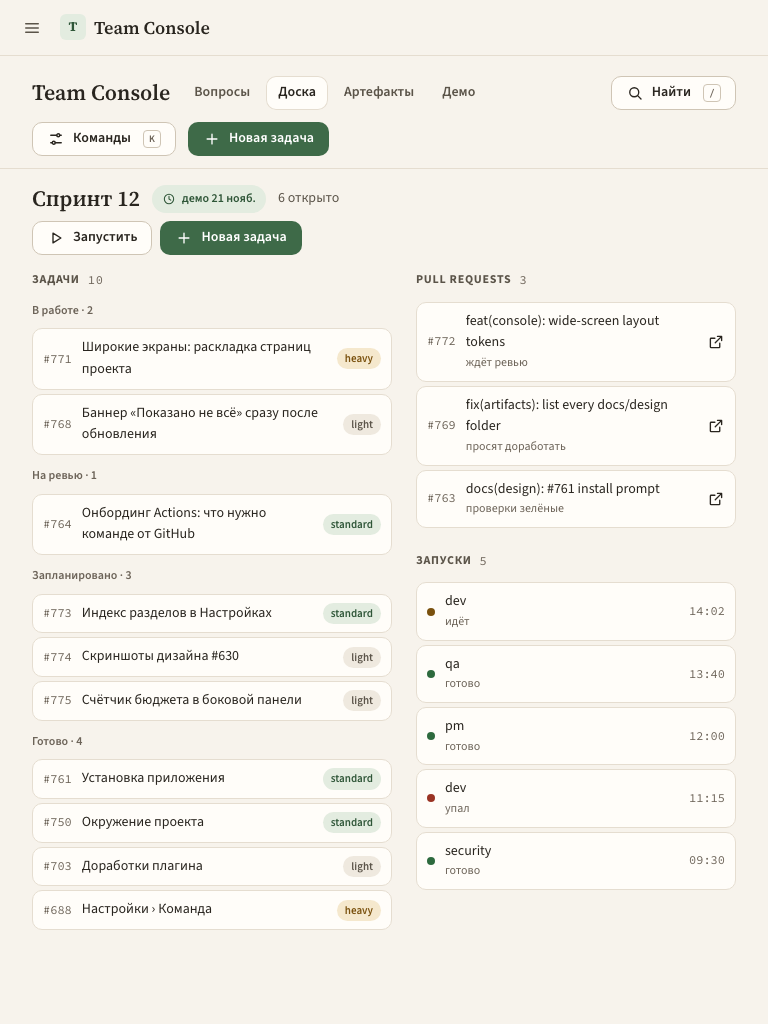 T Team Console
Team Console Вопросы Доска Артефакты Демо Найти /
Команды K Новая задача
Спринт 12 демо 21 нояб. 6 открыто
Запустить Новая задача
ЗАДАЧИ 10
В работе · 2
#771 Широкие экраны: раскладка страниц
проекта heavy
#768 Баннер «Показано не всё» сразу после
обновления light
На ревью · 1
#764 Онбординг Actions: что нужно
команде от GitHub standard
Запланировано · 3
#773 Индекс разделов в Настройках standard
#774 Скриншоты дизайна #630 light
#775 Счётчик бюджета в боковой панели light
Готово · 4
#761 Установка приложения standard
#750 Окружение проекта standard
#703 Доработки плагина light
#688 Настройки › Команда heavy
PULL REQUESTS 3
#772 feat(console): wide-screen layout
tokens
ждёт ревью
#769 fix(artifacts): list every docs/design
folder
просят доработать
#763 docs(design): #761 install prompt
проверки зелёные
ЗАПУСКИ 5
dev 14:02
идёт
qa 13:40
готово
pm 12:00
готово
dev 11:15
упал
security 09:30
готово